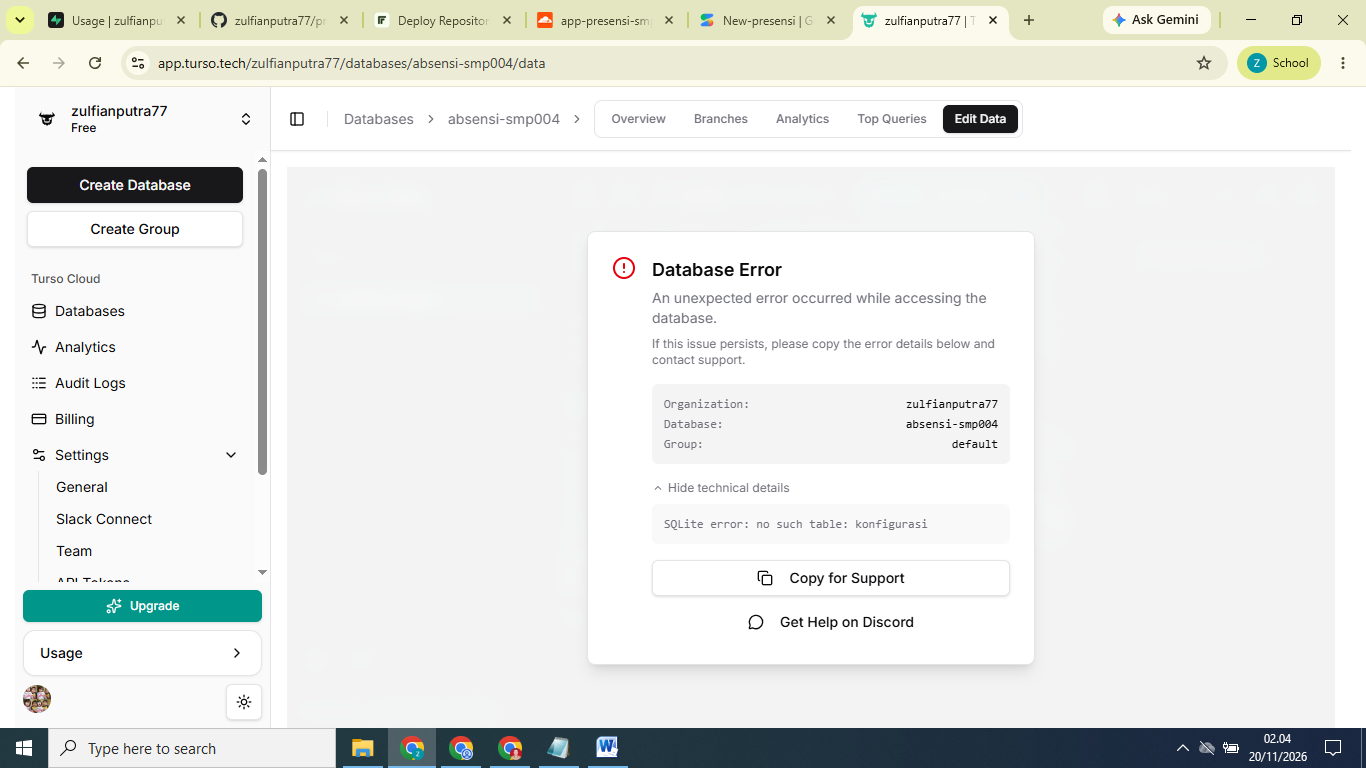 Usage | zulfianpu
zulfianputra77/pr
Deploy Repositor
app-presensi-sm
New-presensi | G
zulfianputra77 | T
Ask Gemini
app.turso.tech/zulfianputra77/databases/absensi-smp004/data
Z School
zulfianputra77
Free
Databases > absensi-smp004 > Overview Branches Analytics Top Queries Edit Data
Create Database
Create Group
Turso Cloud
Databases
Analytics
Audit Logs
Billing
Settings
General
Slack Connect
Team
API Tokens
Upgrade
Usage
Database Error
An unexpected error occurred while accessing the
database.
If this issue persists, please copy the error details below and
contact support.
Organization: zulfianputra77
Database: absensi-smp004
Group: default
Hide technical details
SQLite error: no such table: konfigurasi
Copy for Support
Get Help on Discord
Type here to search
02.04
20/11/2026